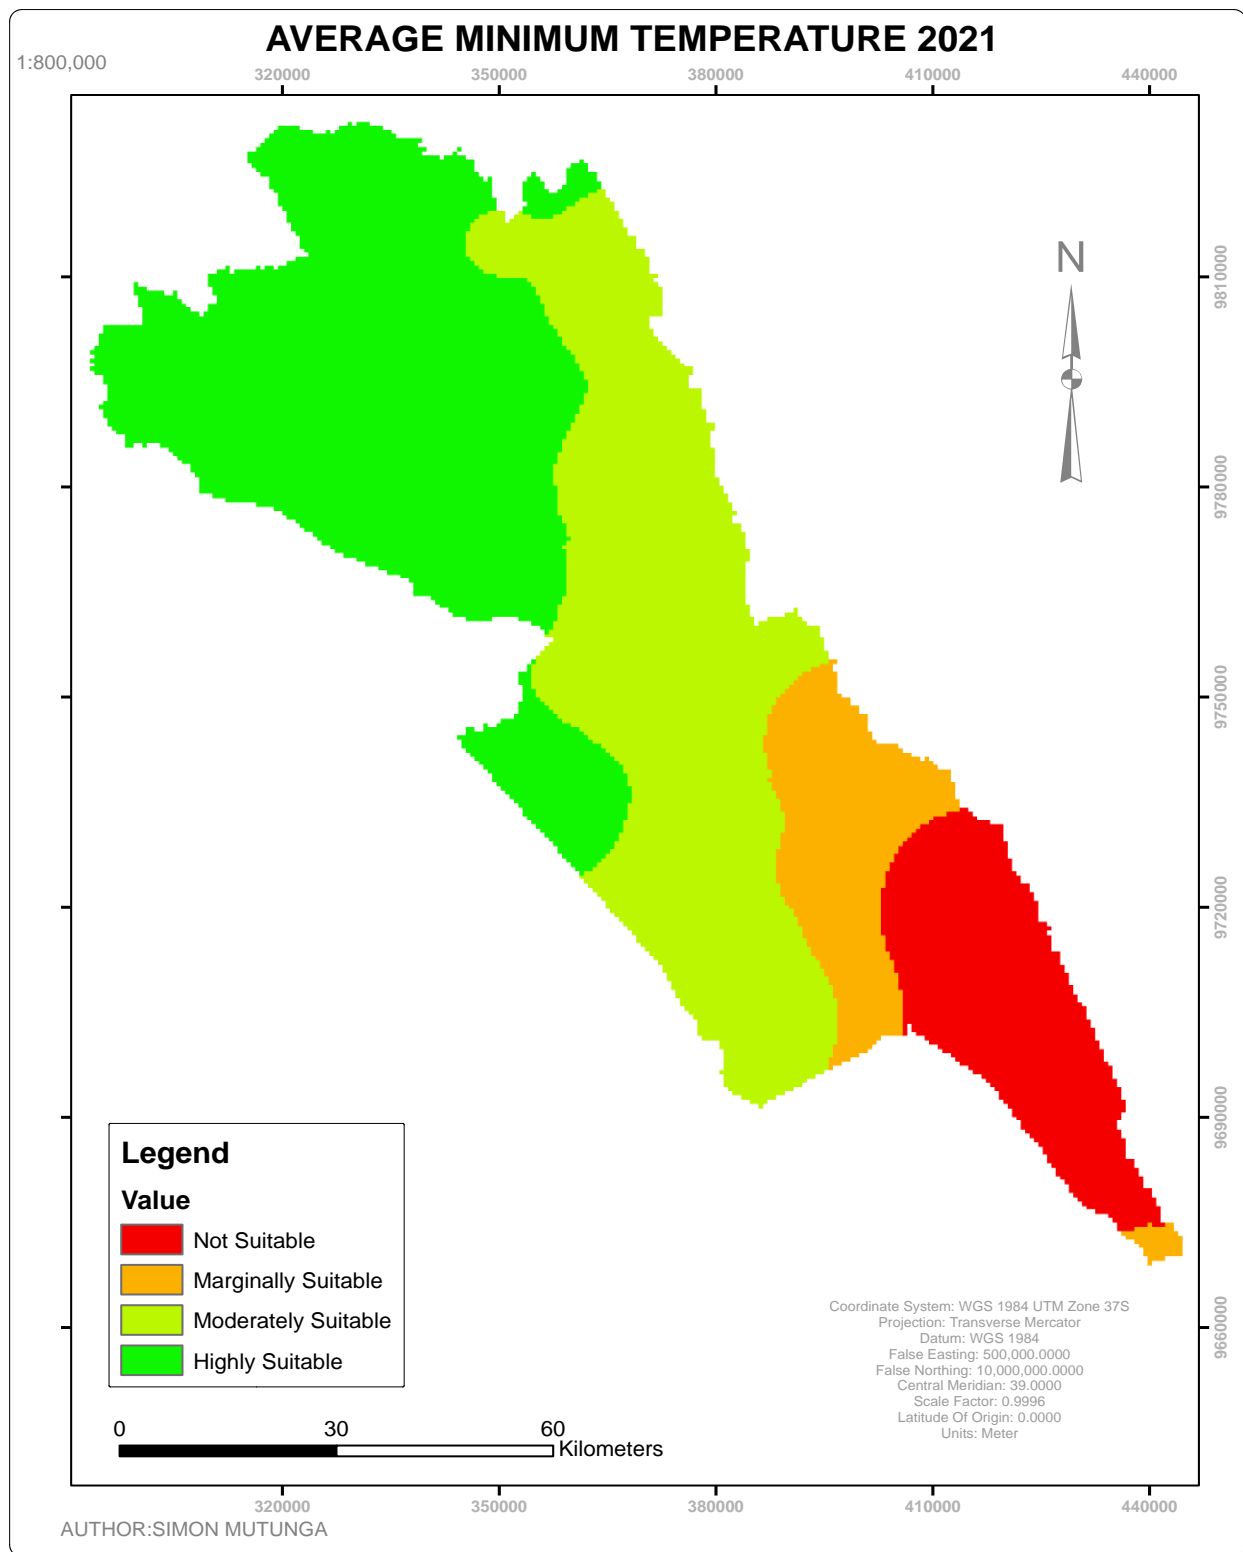 AVERAGE MINIMUM TEMPERATURE 2021
1:800,000
320000 350000 380000 410000 440000
N
9810000
9780000
9750000
9720000
9690000
9660000
Legend
Value
Not Suitable
Marginally Suitable
Moderately Suitable
Highly Suitable
Coordinate System: WGS 1984 UTM Zone 37S
Projection: Transverse Mercator
Datum: WGS 1984
False Easting: 500,000.0000
False Northing: 10,000,000.0000
Central Meridian: 39.0000
Scale Factor: 0.9996
Latitude Of Origin: 0.0000
Units: Meter
0 30 60
Kilometers
320000 350000 380000 410000 440000
AUTHOR:SIMON MUTUNGA